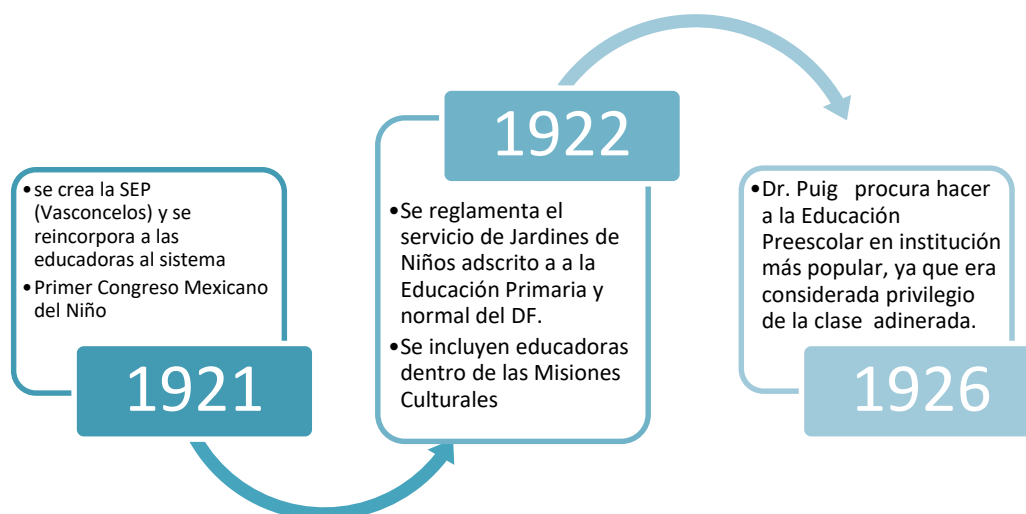 •se crea la SEP
(Vasconcelos) y se
reincorpora a las
educadoras al sistema
•Primer Congreso Mexicano
del Niño
1921
1922
•Se reglamenta el
servicio de Jardines de
Niños adscrito a a la
Educación Primaria y
normal del DF.
•Se incluyen educadoras
dentro de las Misiones
Culturales
•Dr. Puig procura hacer
a la Educación
Preescolar en institución
más popular, ya que era
considerada privilegio
de la clase adinerada.
1926